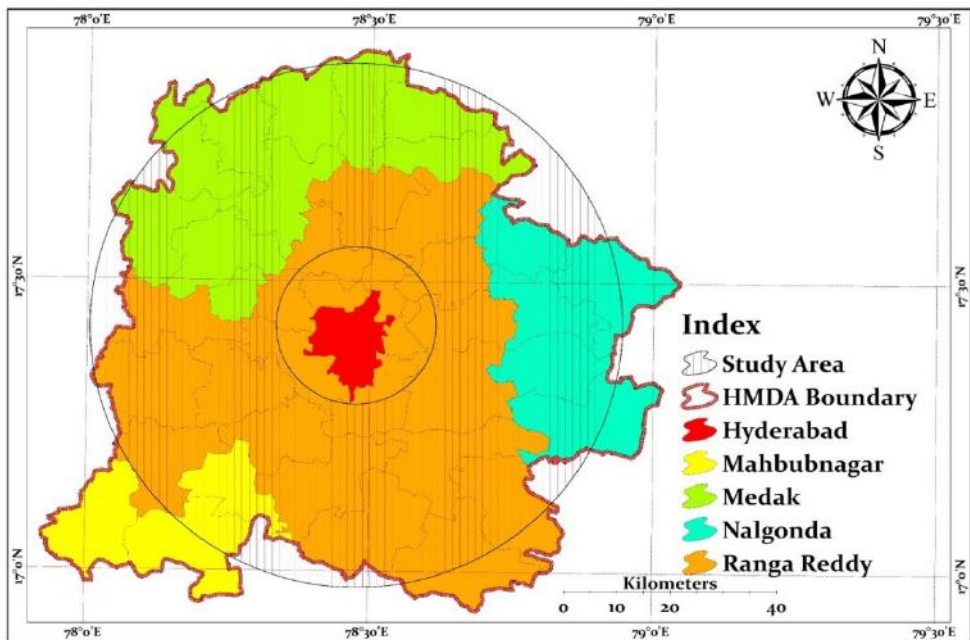 78°0'E 78°30'E 79°0'E 79°30'E
N
W E
S
17°30'N 17°30'N
Index
Study Area
HMDA Boundary
Hyderabad
Mahbubnagar
Medak
Nalgonda
Ranga Reddy
17°0'N 17°0'N
Kilometers
0 10 20 40
78°0'E 78°30'E 79°0'E 79°30'E